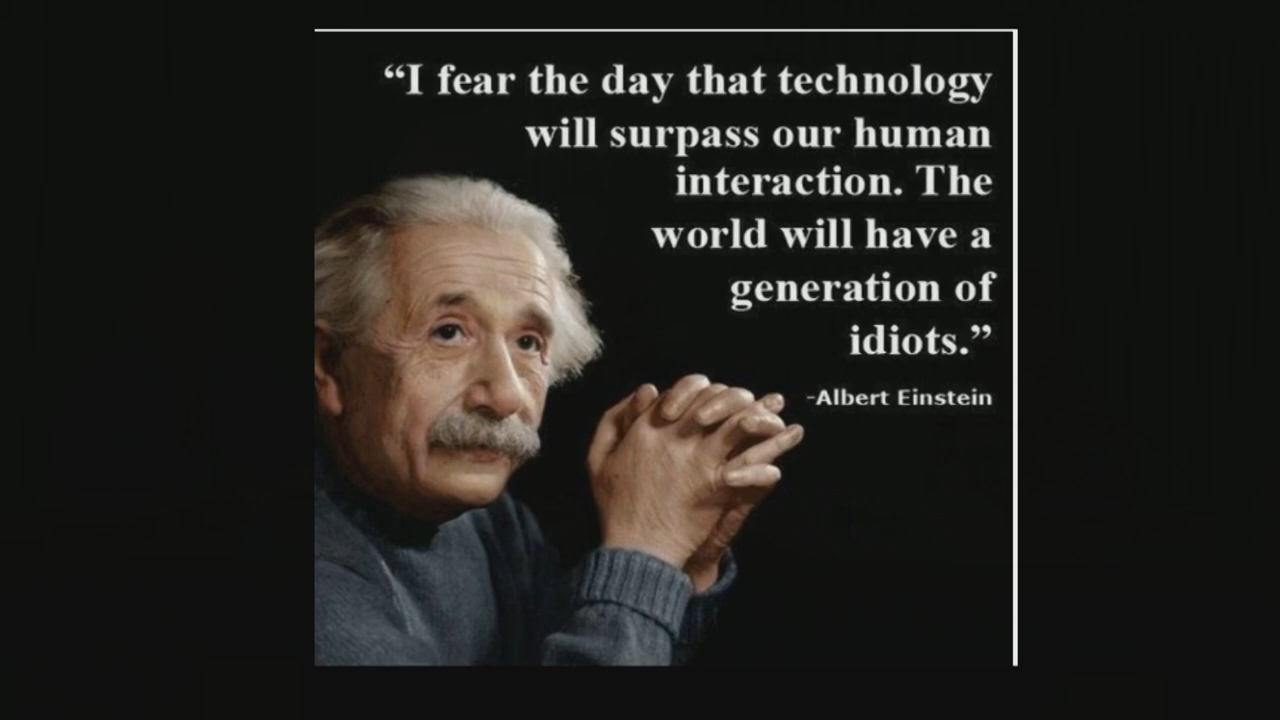 “I fear the day that technology
will surpass our human
interaction. The
world will have a
generation of
idiots.”
-Albert Einstein